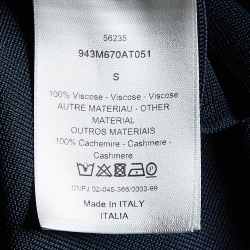 56235
943M670AT051
S
100% Viscose - Viscose - Viscose
AUTRE MATERIAU - OTHER
MATERIAL
OUTROS MATERIAIS
100% Cachemire - Cashmere -
Cashmere
CNPJ 02-046-366/0003-99
Made In ITALY
ITALIA